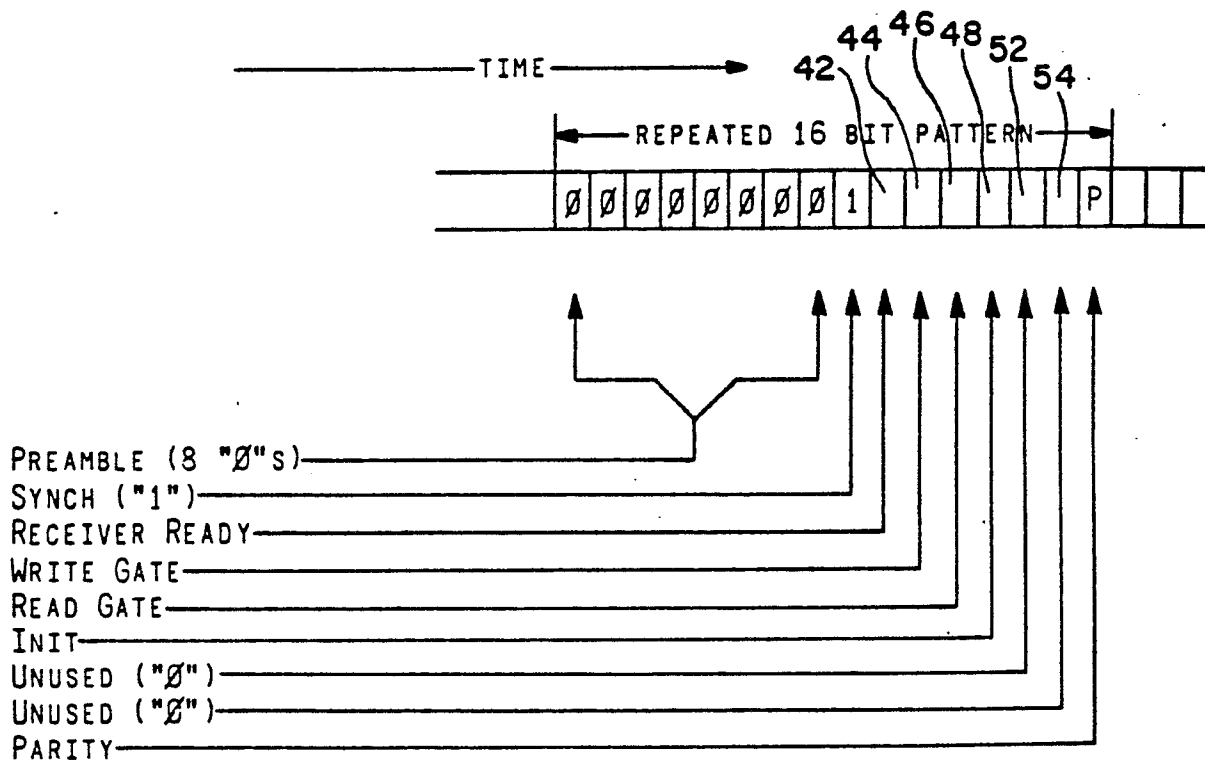 44 46 48 52
TIME 42 54
REPEATED 16 BIT PATTERN
Ø Ø Ø Ø Ø Ø Ø Ø 1 P
PREAMBLE (8 "Ø"S)
SYNCH ("1")
RECEIVER READY
WRITE GATE
READ GATE
INIT
UNUSED ("Ø")
UNUSED ("Ø")
PARITY